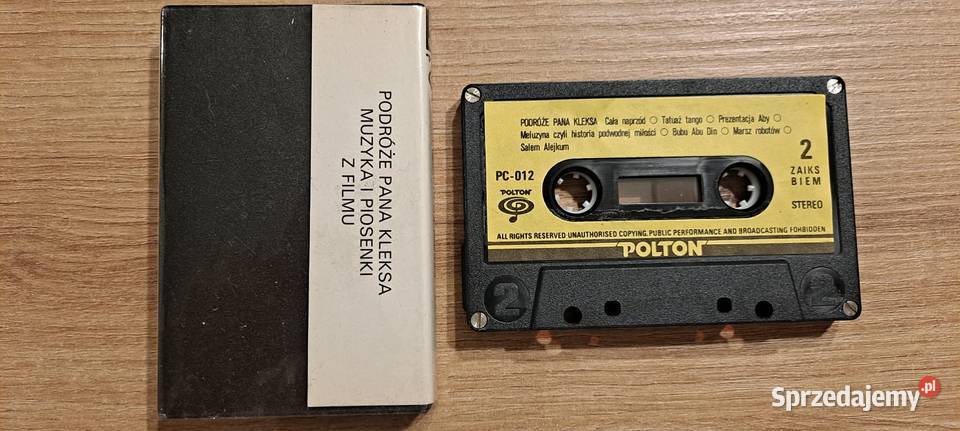 PODRÓŻE PANA KLEKSA
MUZYKA I PIOSENKI
Z FILMU
PODRÓŻE PANA KLEKSA Cała naprzód ○ Tatuaż tango ○ Prezentacja Aby ○
Meluzyna czyli historia podwodnej miłości ○ Bubu Abu Din ○ Marsz robotów ○
Salem Alejkum
2
PC-012
ZAIKS
BIEM
POLTON
STEREO
ALL RIGHTS RESERVED·UNAUTHORISED COPYING, PUBLIC PERFORMANCE AND BROADCASTING FOHBIDDEN
POLTON
2
2
Sprzedajemy.pl